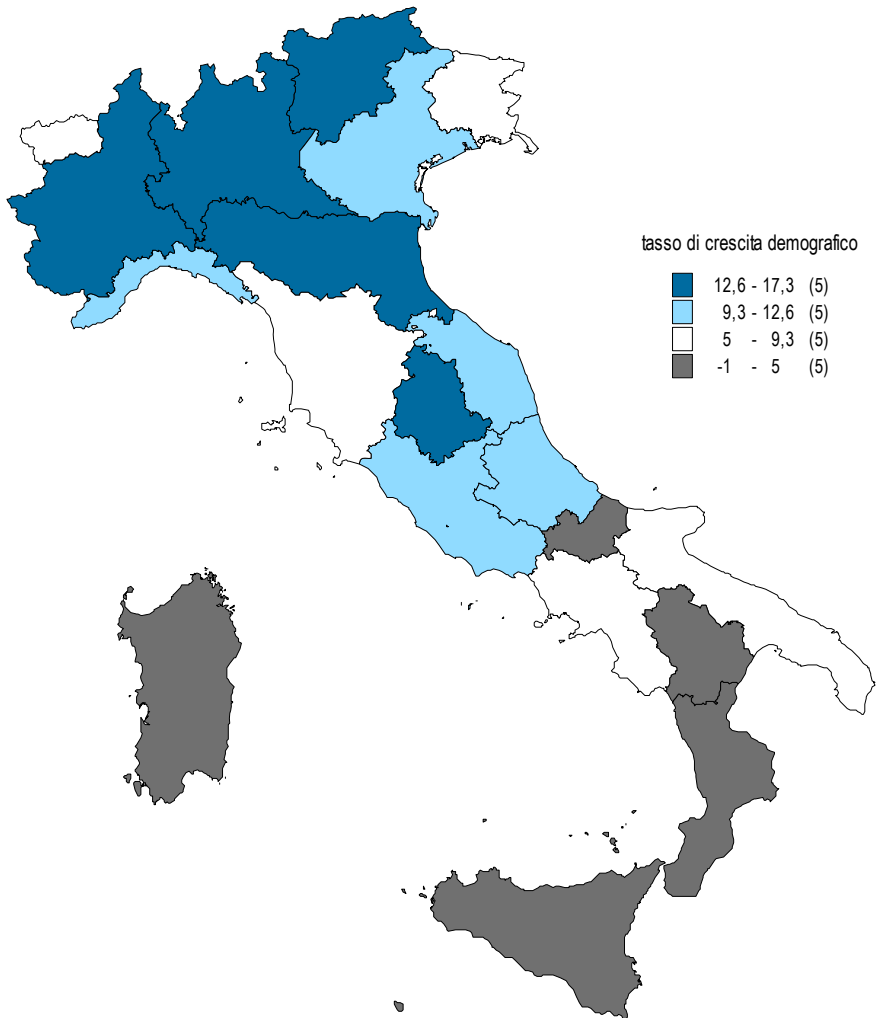 tasso di crescita demografico
12,6 - 17,3 (5)
9,3 - 12,6 (5)
5 - 9,3 (5)
-1 - 5 (5)